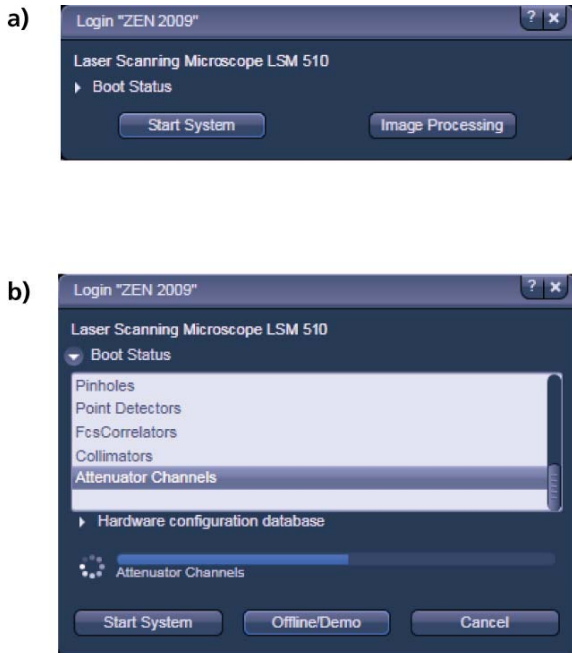 a)
Login "ZEN 2009"
? x
Laser Scanning Microscope LSM 510
Boot Status
Start System Image Processing
b)
Login "ZEN 2009"
? x
Laser Scanning Microscope LSM 510
Boot Status
Pinholes
Point Detectors
FcsCorrelators
Collimators
Attenuator Channels
Hardware configuration database
Attenuator Channels
Start System Offline/Demo Cancel